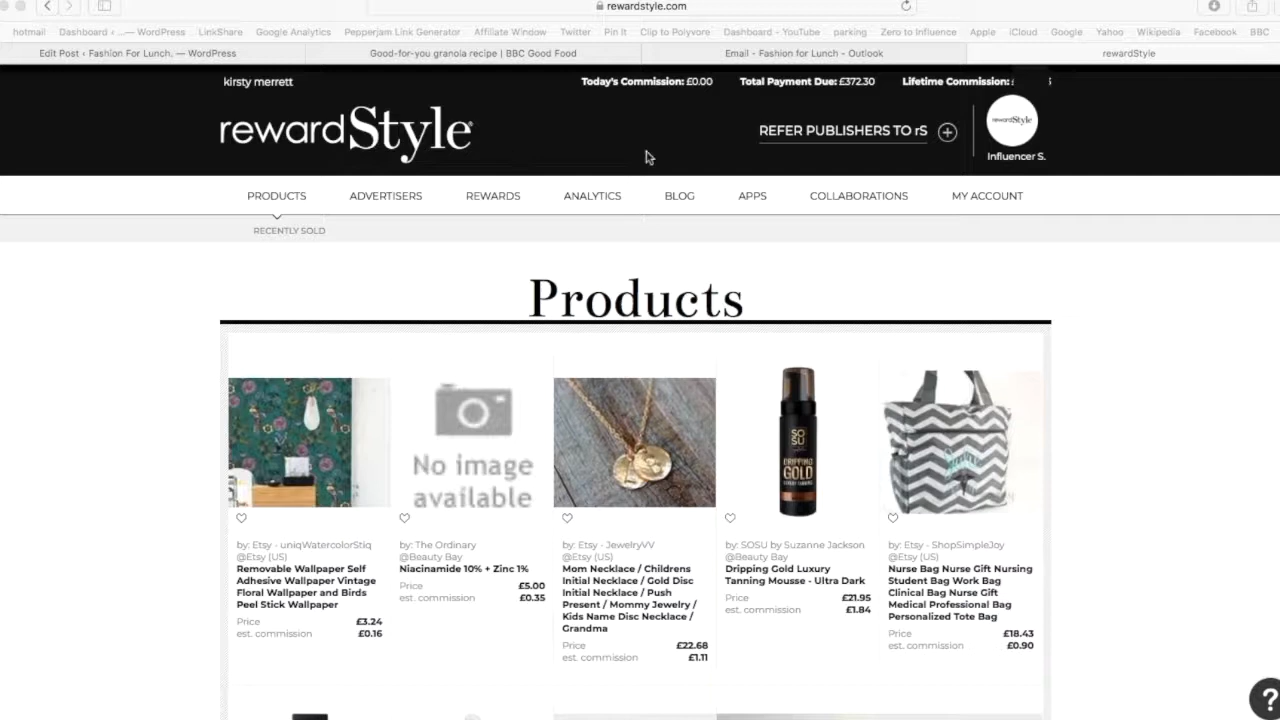 rewardstyle.com
hotmail Dashboard ‹ ...— WordPress LinkShare Google Analytics Pepperjam Link Generator Affiliate Window Twitter Pin It Clip to Polyvore Dashboard - YouTube parking Zero to Influence Apple iCloud Google Yahoo Wikipedia Facebook BBC
Edit Post ‹ Fashion For Lunch. — WordPress Good-for-you granola recipe | BBC Good Food Email - Fashion for Lunch - Outlook rewardStyle
kirsty merrett Today's Commission: £0.00 Total Payment Due: £372.30 Lifetime Commission:
rewardStyle REFER PUBLISHERS TO rS rewardStyle
Influencer S.
PRODUCTS ADVERTISERS REWARDS ANALYTICS BLOG APPS COLLABORATIONS MY ACCOUNT
RECENTLY SOLD
Products
No image
available
SO
SU
DRIPPING
GOLD
by: Etsy - uniqWatercolorStiq
@Etsy (US)
Removable Wallpaper Self
Adhesive Wallpaper Vintage
Floral Wallpaper and Birds
Peel Stick Wallpaper
Price £3.24
est. commission £0.16
by: The Ordinary
@Beauty Bay
Niacinamide 10% + Zinc 1%
Price £5.00
est. commission £0.35
by: Etsy - JewelryVV
@Etsy (US)
Mom Necklace / Childrens
Initial Necklace / Gold Disc
Initial Necklace / Push
Present / Mommy Jewelry /
Kids Name Disc Necklace /
Grandma
Price £22.68
est. commission £1.11
by: SOSU by Suzanne Jackson
@Beauty Bay
Dripping Gold Luxury
Tanning Mousse - Ultra Dark
Price £21.95
est. commission £1.84
by: Etsy - ShopSimpleJoy
@Etsy (US)
Nurse Bag Nurse Gift Nursing
Student Bag Work Bag
Clinical Bag Nurse Gift
Medical Professional Bag
Personalized Tote Bag
Price £18.43
est. commission £0.90
?